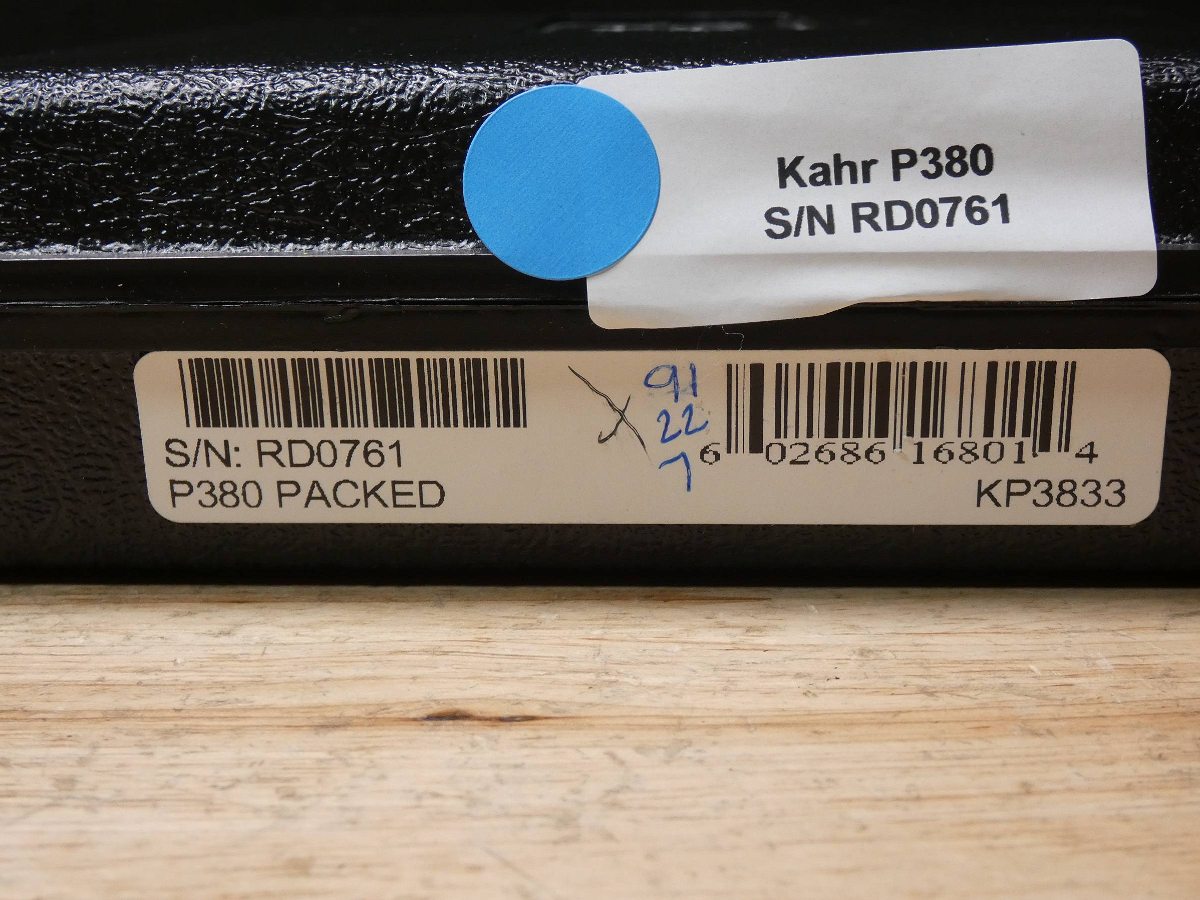 Kahr P380
S/N RD0761
S/N: RD0761
P380 PACKED
91
22
7
6 02686 16801 4
KP3833